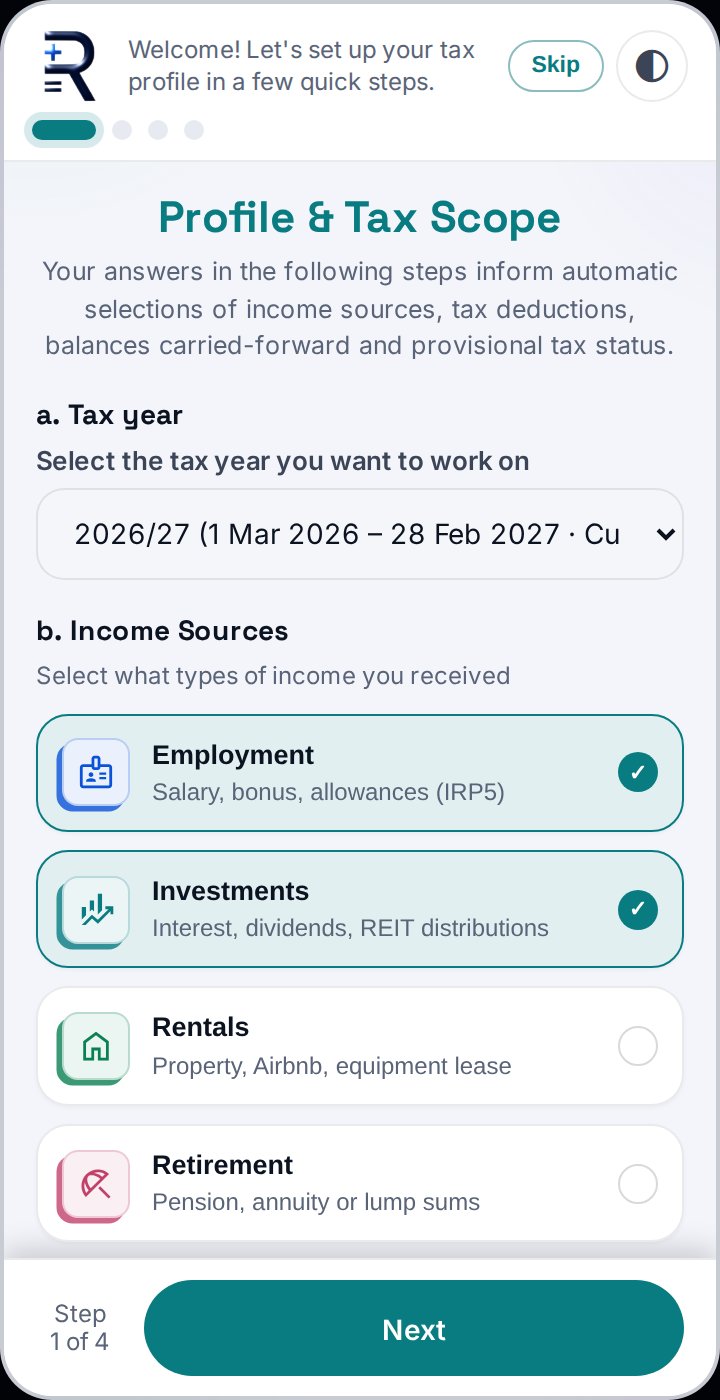 Welcome! Let's set up your tax
profile in a few quick steps.
Skip
Profile & Tax Scope
Your answers in the following steps inform automatic
selections of income sources, tax deductions,
balances carried-forward and provisional tax status.
a. Tax year
Select the tax year you want to work on
2026/27 (1 Mar 2026 – 28 Feb 2027 · Cu
b. Income Sources
Select what types of income you received
Employment
Salary, bonus, allowances (IRP5)
Investments
Interest, dividends, REIT distributions
Rentals
Property, Airbnb, equipment lease
Retirement
Pension, annuity or lump sums
Step
1 of 4
Next